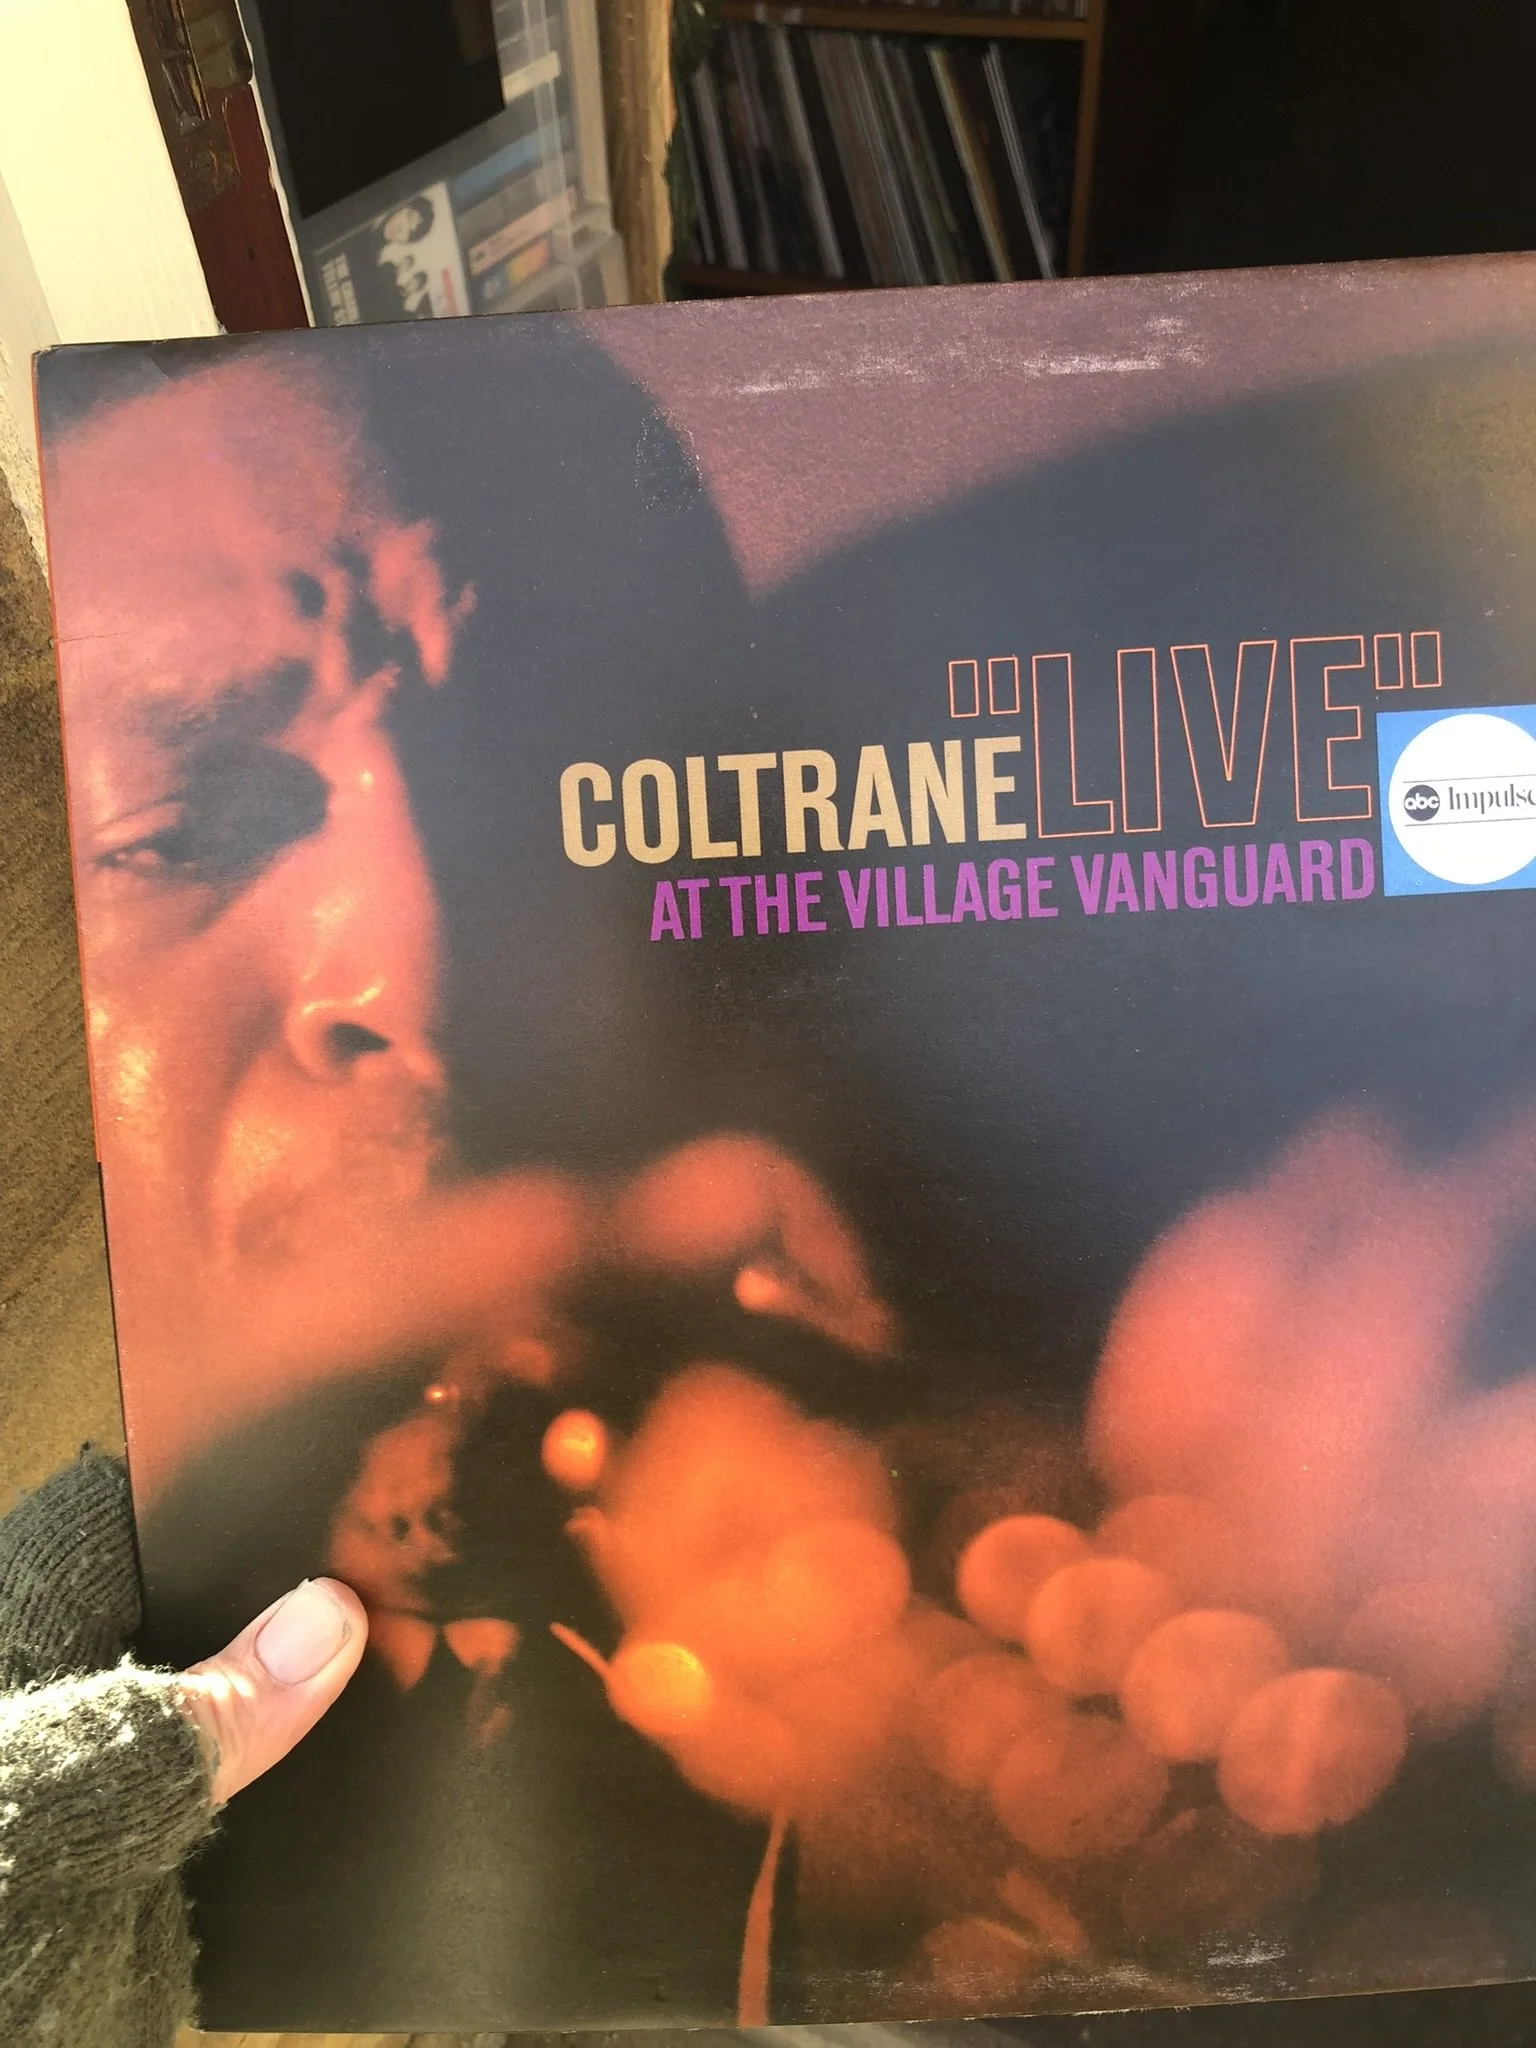 "LIVE"
COLTRANE
AT THE VILLAGE VANGUARD
abc Impulse